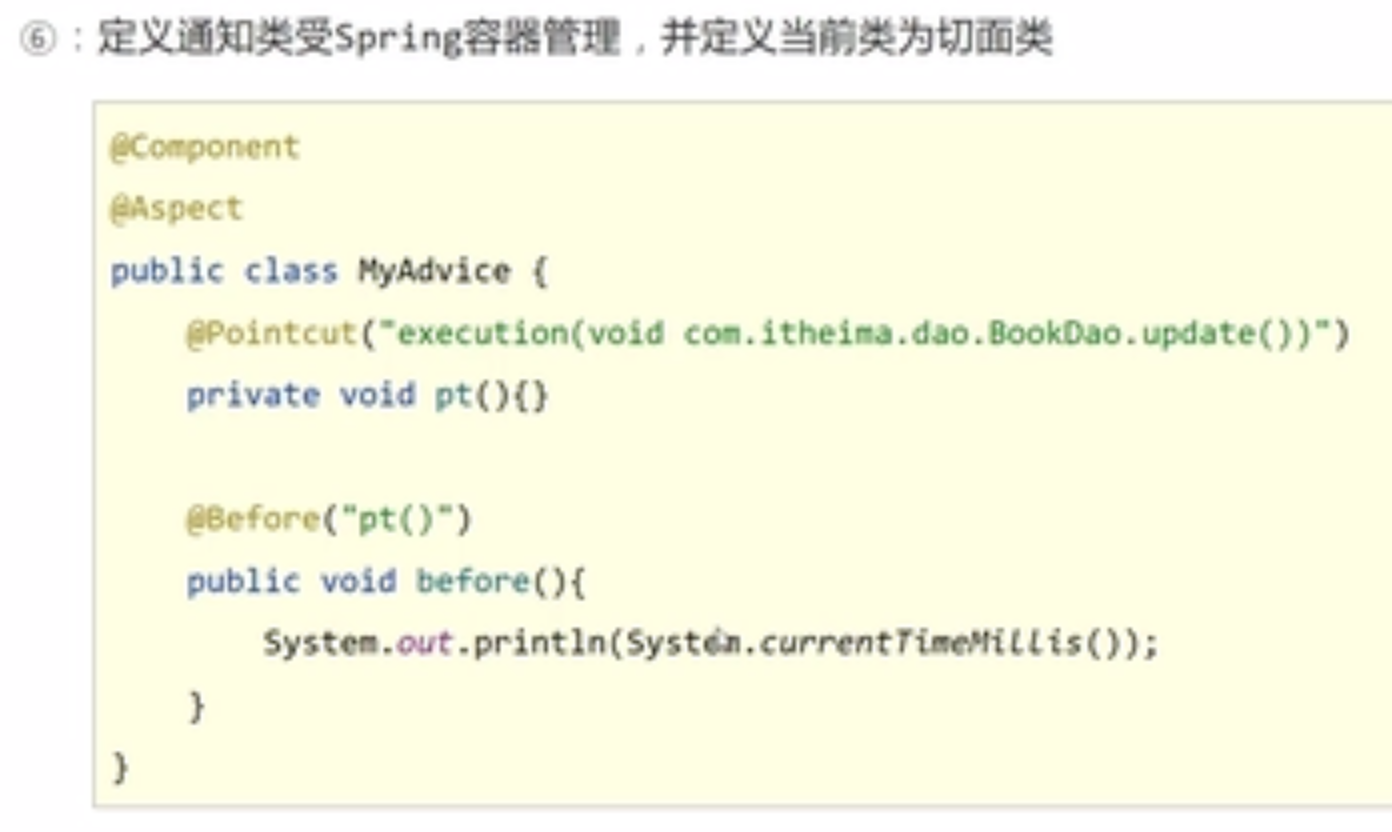 ⑥：定义通知类受Spring容器管理，并定义当前类为切面类
@Component
@Aspect
public class MyAdvice {
    @Pointcut("execution(void com.itheima.dao.BookDao.update())")
    private void pt(){}
    @Before("pt()")
    public void before(){
        System.out.println(System.currentTimeMillis());
    }
}